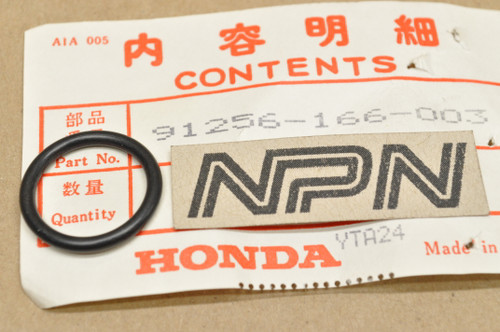 A1A 005
内容明細
CONTENTS
部品
91256-166-003
Part No.
NPN
数量
Quantity
YTA24
HONDA
Made in